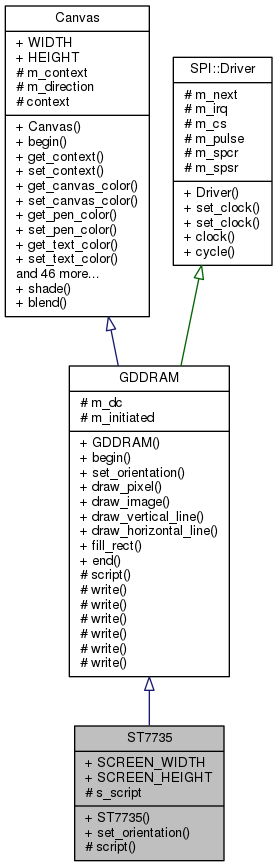 Canvas
+ WIDTH
+ HEIGHT
# m_context
# m_direction
# context
+ Canvas()
+ begin()
+ get_context()
+ set_context()
+ get_canvas_color()
+ set_canvas_color()
+ get_pen_color()
+ set_pen_color()
+ get_text_color()
+ set_text_color()
and 46 more...
+ shade()
+ blend()
SPI::Driver
# m_next
# m_irq
# m_cs
# m_pulse
# m_spcr
# m_spsr
+ Driver()
+ set_clock()
+ set_clock()
+ clock()
+ cycle()
GDDRAM
# m_dc
# m_initiated
+ GDDRAM()
+ begin()
+ set_orientation()
+ draw_pixel()
+ draw_image()
+ draw_vertical_line()
+ draw_horizontal_line()
+ fill_rect()
+ end()
# script()
# write()
# write()
# write()
# write()
# write()
# write()
ST7735
+ SCREEN_WIDTH
+ SCREEN_HEIGHT
# s_script
+ ST7735()
+ set_orientation()
# script()